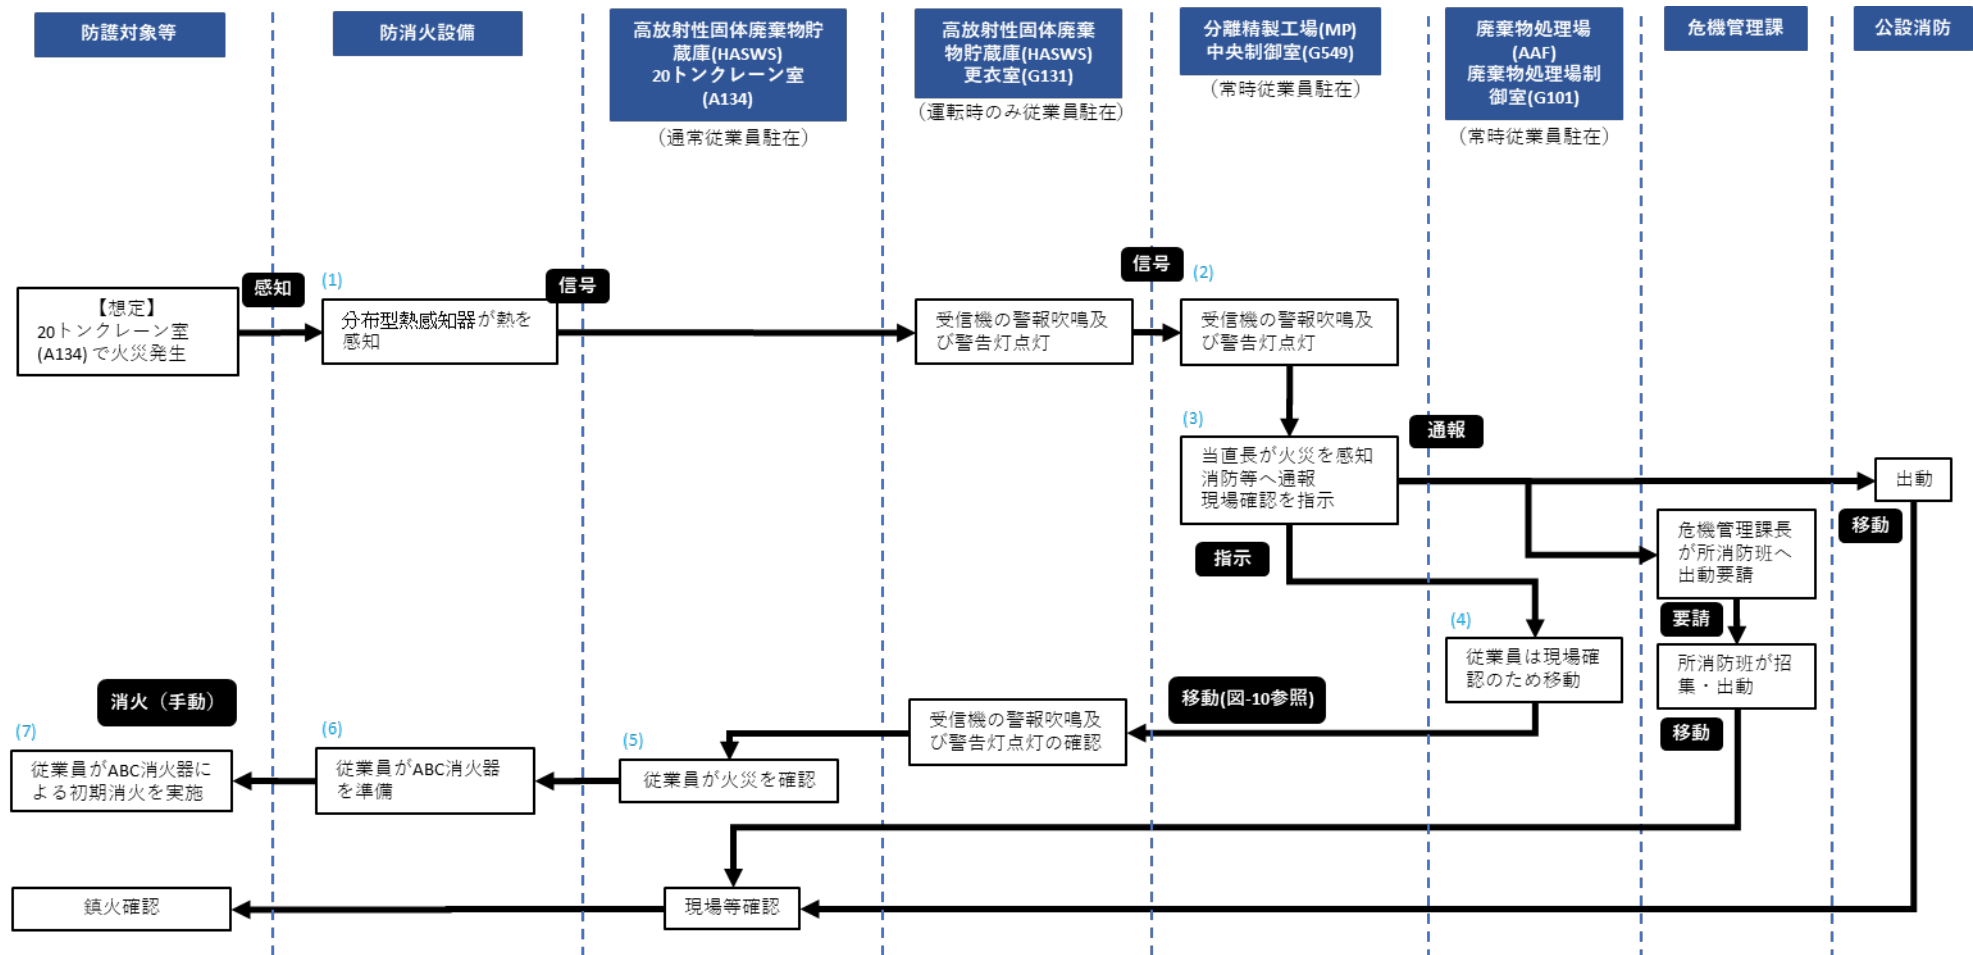 防護対象等
防消火設備
高放射性固体廃棄物貯
蔵庫(HASWS)
20トンクレーン室
(A134)
(通常従業員駐在)
高放射性固体廃棄
物貯蔵庫(HASWS)
更衣室(G131)
(運転時のみ従業員駐在)
分離精製工場(MP)
中央制御室(G549)
(常時従業員駐在)
廃棄物処理場
(AAF)
廃棄物処理場制
御室(G101)
(常時従業員駐在)
危機管理課
公設消防
【想定】
20トンクレーン室
(A134) で火災発生
感知
(1)
分布型熱感知器が熱を
感知
信号
受信機の警報吹鳴及
び警告灯点灯
信号
(2)
受信機の警報吹鳴及
び警告灯点灯
(3)
当直長が火災を感知
消防等へ通報
現場確認を指示
通報
出動
移動
危機管理課長
が所消防班へ
出動要請
指示
要請
(4)
従業員は現場確
認のため移動
所消防班が招
集・出動
移動
移動(図-10参照)
受信機の警報吹鳴及
び警告灯点灯の確認
(5)
従業員が火災を確認
(6)
従業員がABC消火器
を準備
消火（手動）
(7)
従業員がABC消火器に
よる初期消火を実施
現場等確認
鎮火確認